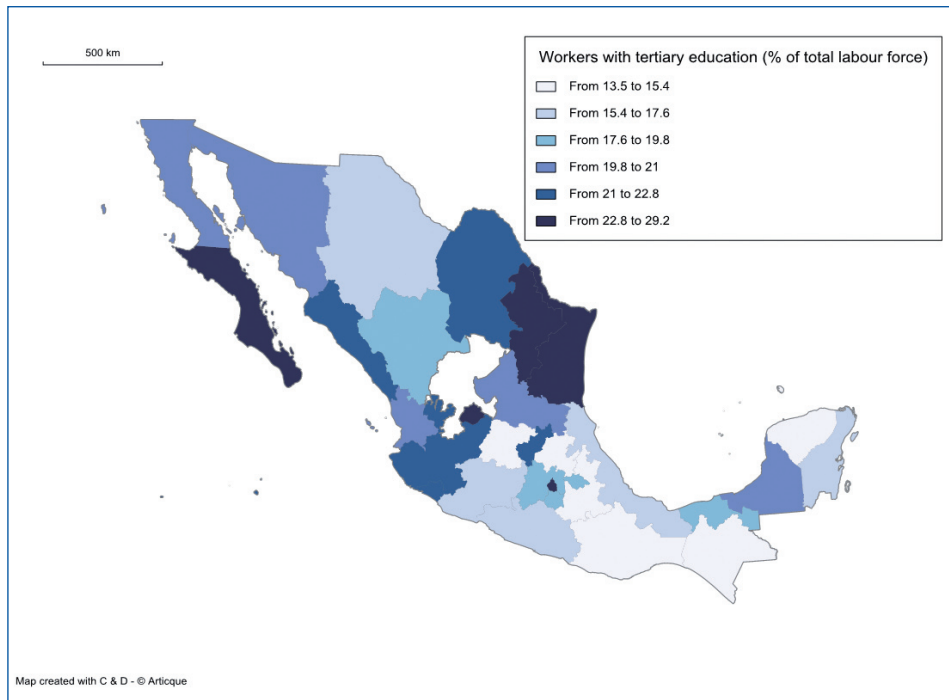 500 km
Workers with tertiary education (% of total labour force)
From 13.5 to 15.4
From 15.4 to 17.6
From 17.6 to 19.8
From 19.8 to 21
From 21 to 22.8
From 22.8 to 29.2
Map created with C & D - © Articque